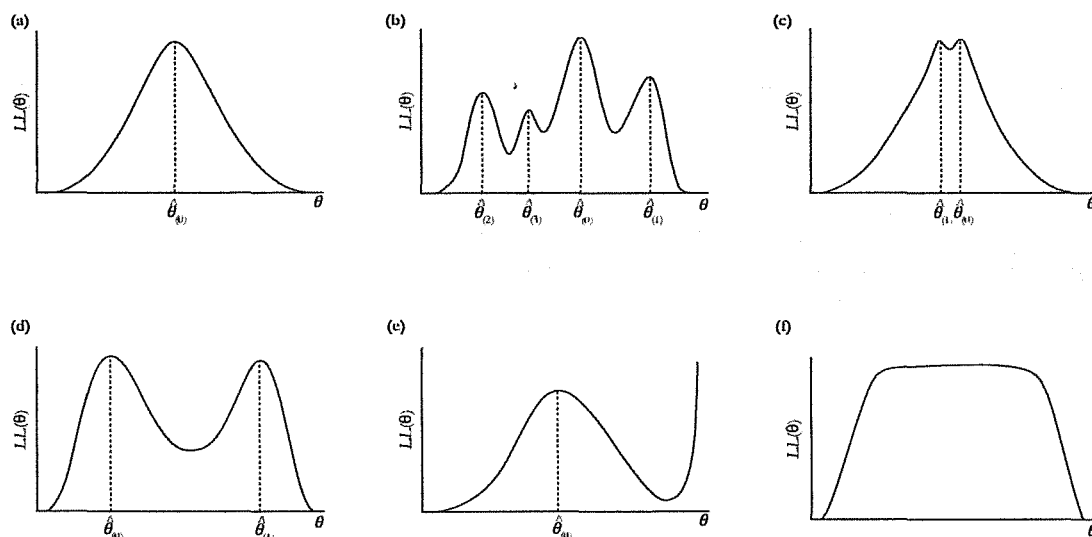 (a)
LL(θ)
θ
θ̂(0)
(b)
LL(θ)
θ
θ̂(2) θ̂(3) θ̂(0) θ̂(1)
(c)
LL(θ)
θ
θ̂(1) θ̂(0)
(d)
LL(θ)
θ
θ̂(0) θ̂(1)
(e)
LL(θ)
θ
θ̂(0)
(f)
LL(θ)
θ